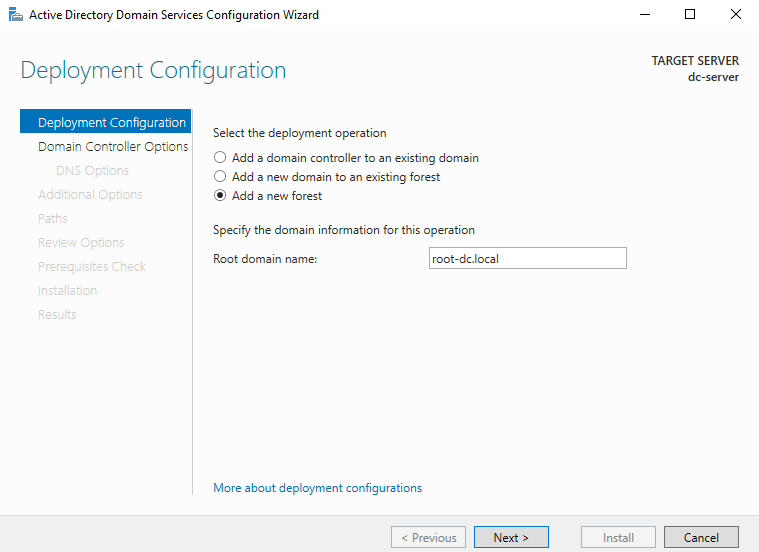 Active Directory Domain Services Configuration Wizard
Deployment Configuration
TARGET SERVER
dc-server
Deployment Configuration
Domain Controller Options
DNS Options
Additional Options
Paths
Review Options
Prerequisites Check
Installation
Results
Select the deployment operation
Add a domain controller to an existing domain
Add a new domain to an existing forest
Add a new forest
Specify the domain information for this operation
Root domain name: root-dc.local
More about deployment configurations
< Previous Next > Install Cancel